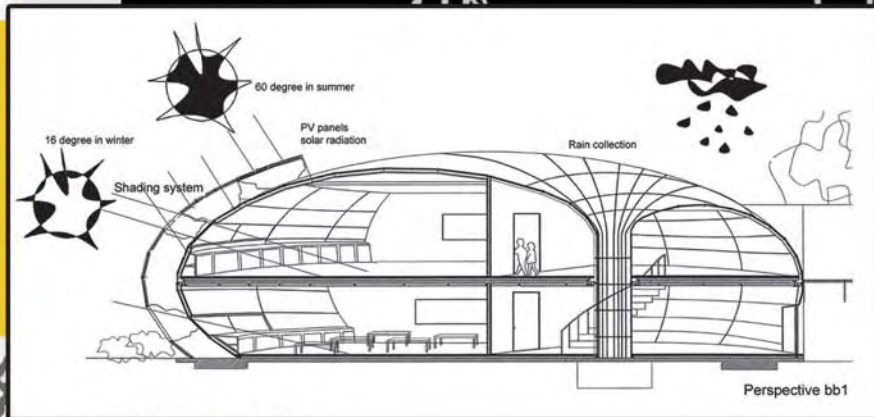 60 degree in summer
PV panels
solar radiation
16 degree in winter
Rain collection
Shading system
Perspective bb1